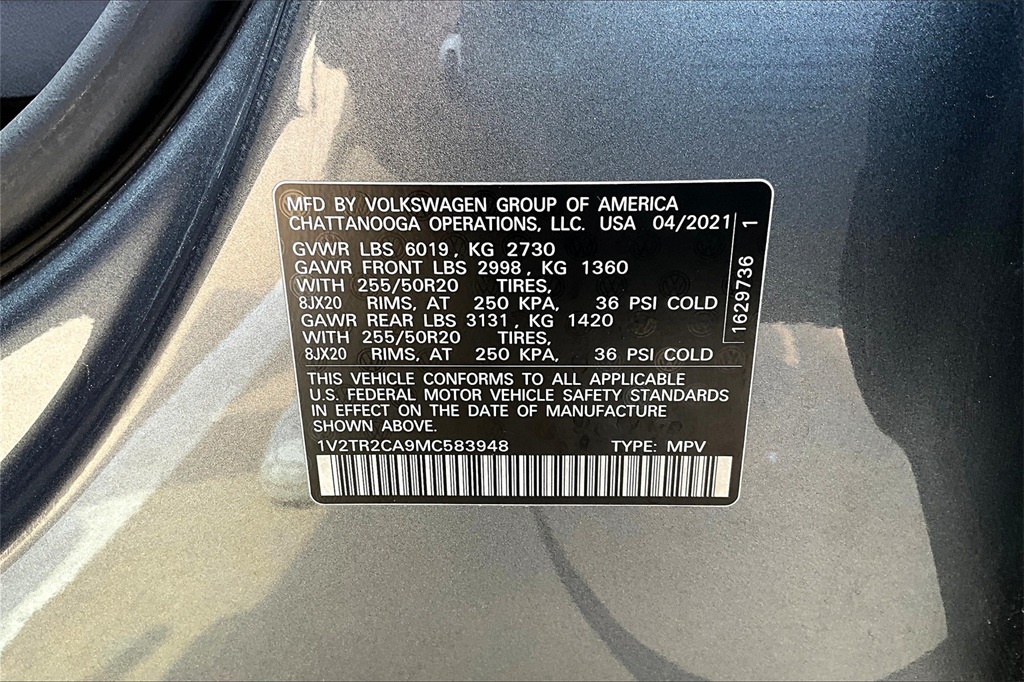 MFD BY VOLKSWAGEN GROUP OF AMERICA
CHATTANOOGA OPERATIONS, LLC. USA 04/2021
GVWR LBS 6019, KG 2730
GAWR FRONT LBS 2998, KG 1360
WITH 255/50R20 TIRES,
8JX20 RIMS, AT 250 KPA, 36 PSI COLD
GAWR REAR LBS 3131, KG 1420
WITH 255/50R20 TIRES,
8JX20 RIMS, AT 250 KPA, 36 PSI COLD
1629736 1
THIS VEHICLE CONFORMS TO ALL APPLICABLE
U.S. FEDERAL MOTOR VEHICLE SAFETY STANDARDS
IN EFFECT ON THE DATE OF MANUFACTURE
SHOWN ABOVE.
1V2TR2CA9MC583948 TYPE: MPV